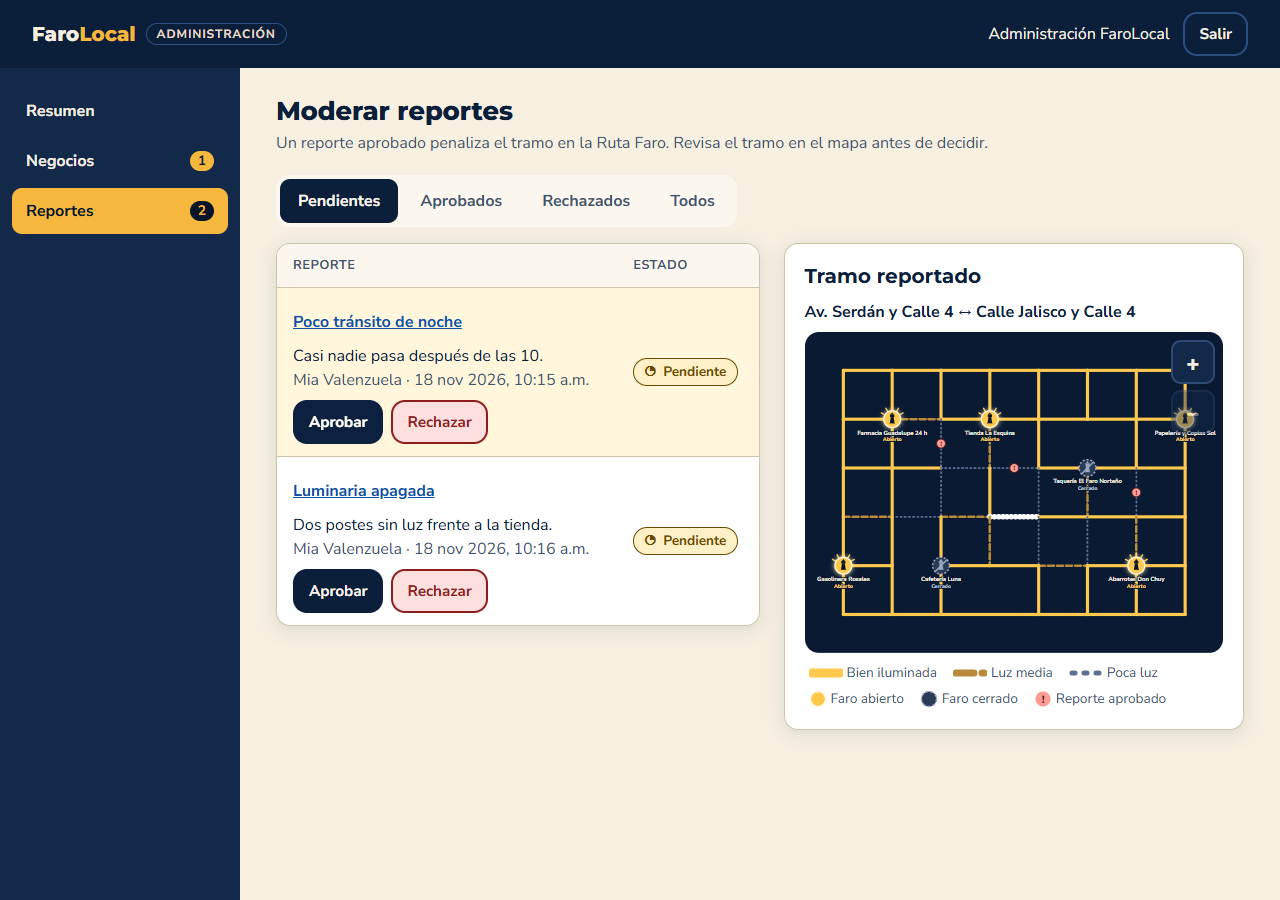 FaroLocal ADMINISTRACIÓN
Administración FaroLocal Salir
Resumen
Negocios 1
Reportes 2
Moderar reportes
Un reporte aprobado penaliza el tramo en la Ruta Faro. Revisa el tramo en el mapa antes de decidir.
Pendientes Aprobados Rechazados Todos
REPORTE ESTADO
Poco tránsito de noche
Casi nadie pasa después de las 10.
Mia Valenzuela · 18 nov 2026, 10:15 a.m.
Pendiente
Aprobar Rechazar
Luminaria apagada
Dos postes sin luz frente a la tienda.
Mia Valenzuela · 18 nov 2026, 10:16 a.m.
Pendiente
Aprobar Rechazar
Tramo reportado
Av. Serdán y Calle 4 ↔ Calle Jalisco y Calle 4
+
Farmacia Guadalupe 24 h
Abierto
Tienda La Esquina
Abierto
Papelería y Copias Sol
Abierto
Taquería El Faro Norteño
Cerrado
Gasolinera Rosales
Abierto
Cafetería Luna
Cerrado
Abarrotes Don Chuy
Abierto
Bien iluminada Luz media Poca luz
Faro abierto Faro cerrado ! Reporte aprobado